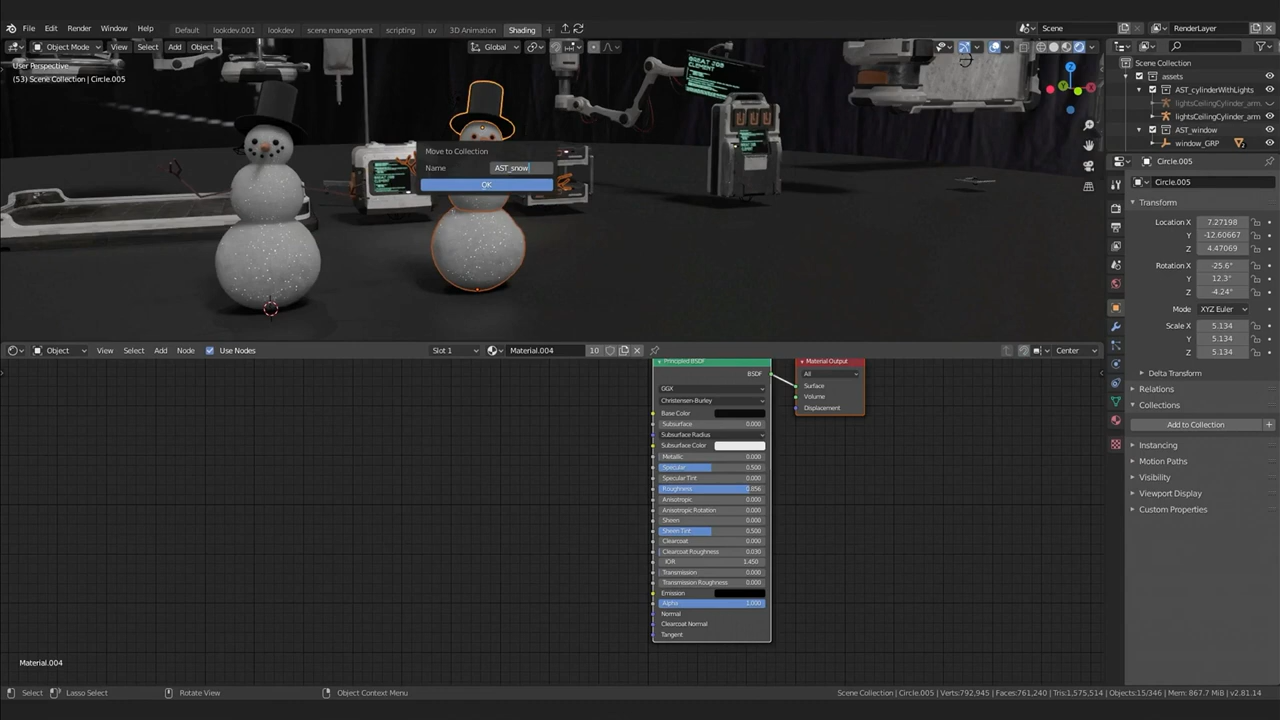 File Edit Render Window Help Default lookdev.001 lookdev scene management scripting uv 3D Animation Shading + Scene RenderLayer
Object Mode View Select Add Object Global
User Perspective
(53) Scene Collection | Circle.005
GREAT JOB
CLEMENT
Z
Move to Collection
Name AST_snow
OK
Scene Collection
assets
AST_cylinderWithLights
lightsCeilingCylinder_arm
lightsCeilingCylinder_arm
AST_window
window_GRP
Circle.005
Circle.005
Transform
Location X 7.27198
Y -12.60667
Z 4.47069
Rotation X -25.6°
Y 12.3°
Z -4.24°
Mode XYZ Euler
Scale X 5.134
Y 5.134
Z 5.134
Delta Transform
Relations
Collections
Add to Collection +
Instancing
Motion Paths
Visibility
Viewport Display
Custom Properties
Object View Select Add Node Use Nodes Slot 1 Material.004 10 Center
Principled BSDF
BSDF
GGX
Christensen-Burley
Base Color
Subsurface 0.000
Subsurface Radius
Subsurface Color
Metallic 0.000
Specular 0.500
Specular Tint 0.000
Roughness 0.856
Anisotropic 0.000
Anisotropic Rotation 0.000
Sheen 0.000
Sheen Tint 0.500
Clearcoat 0.000
Clearcoat Roughness 0.030
IOR 1.450
Transmission 0.000
Transmission Roughness 0.000
Emission
Alpha 1.000
Normal
Clearcoat Normal
Tangent
Material Output
All
Surface
Volume
Displacement
Material.004
Select Lasso Select Rotate View Object Context Menu Scene Collection | Circle.005 | Verts:792,945 | Faces:761,240 | Tris:1,575,514 | Objects:15/346 | Mem: 867.7 MiB | v2.81.14